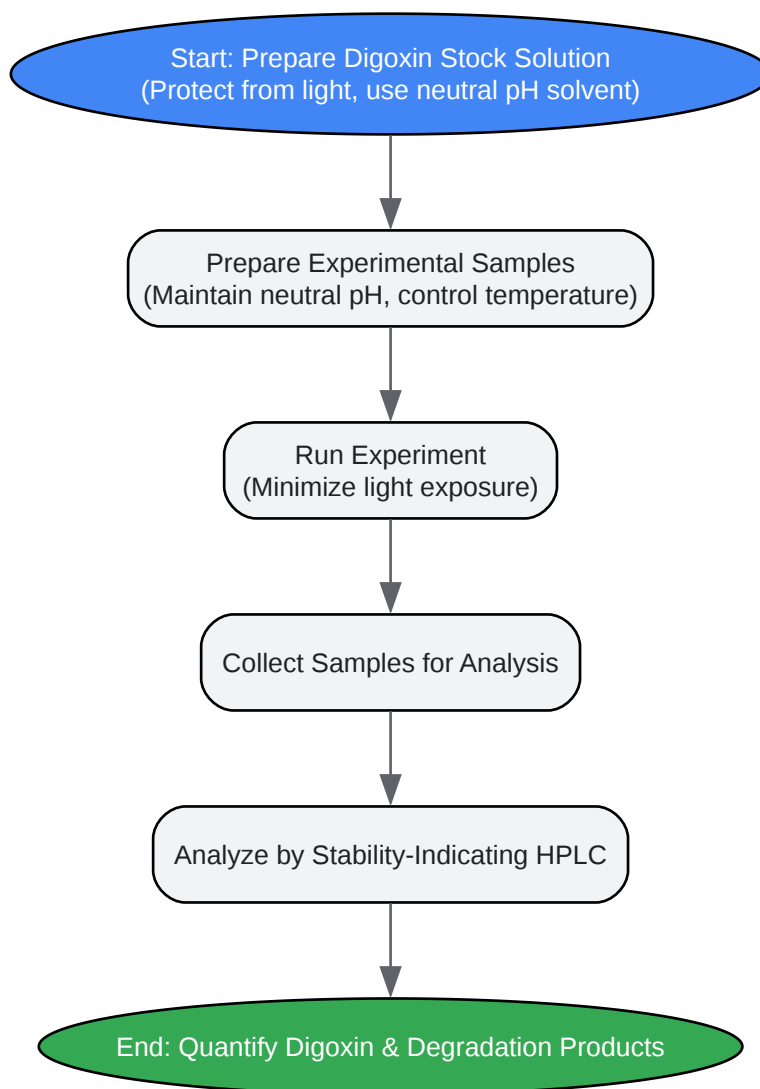 Start: Prepare Digoxin Stock Solution
(Protect from light, use neutral pH solvent)
Prepare Experimental Samples
(Maintain neutral pH, control temperature)
Run Experiment
(Minimize light exposure)
Collect Samples for Analysis
Analyze by Stability-Indicating HPLC
End: Quantify Digoxin & Degradation Products